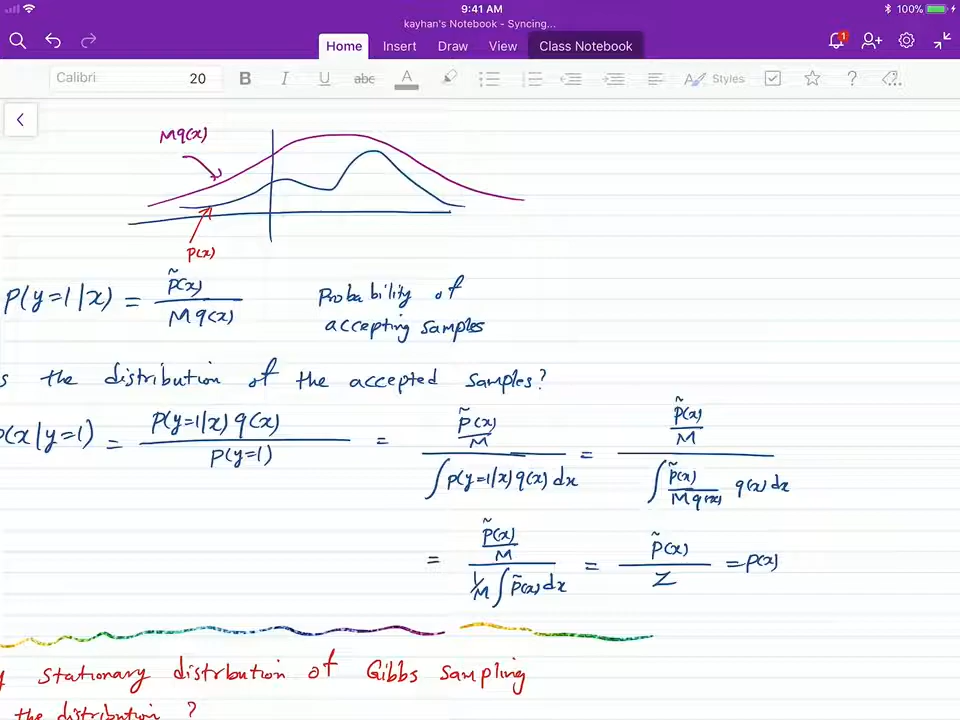 9:41 AM
100%
kayhan's Notebook - Syncing...
Home Insert Draw View Class Notebook
1
Calibri 20 B I U abc A Styles ?
Mq(x)
p(x)
P(y=1|x) = p̃(x) / Mq(x) Probability of
accepting samples
s the distribution of the accepted samples?
p(x|y=1) = P(y=1|x) q(x) / P(y=1) = (p̃(x)/M) / ∫p(y=1|x) q(x) dx = (p̃(x)/M) / ∫ (p̃(x)/Mq(x)) q(x) dx
= (p̃(x)/M) / (1/M ∫ p̃(x) dx) = p̃(x) / Z = p(x)
y stationary distrbution of Gibbs Sampling
the distribution ?